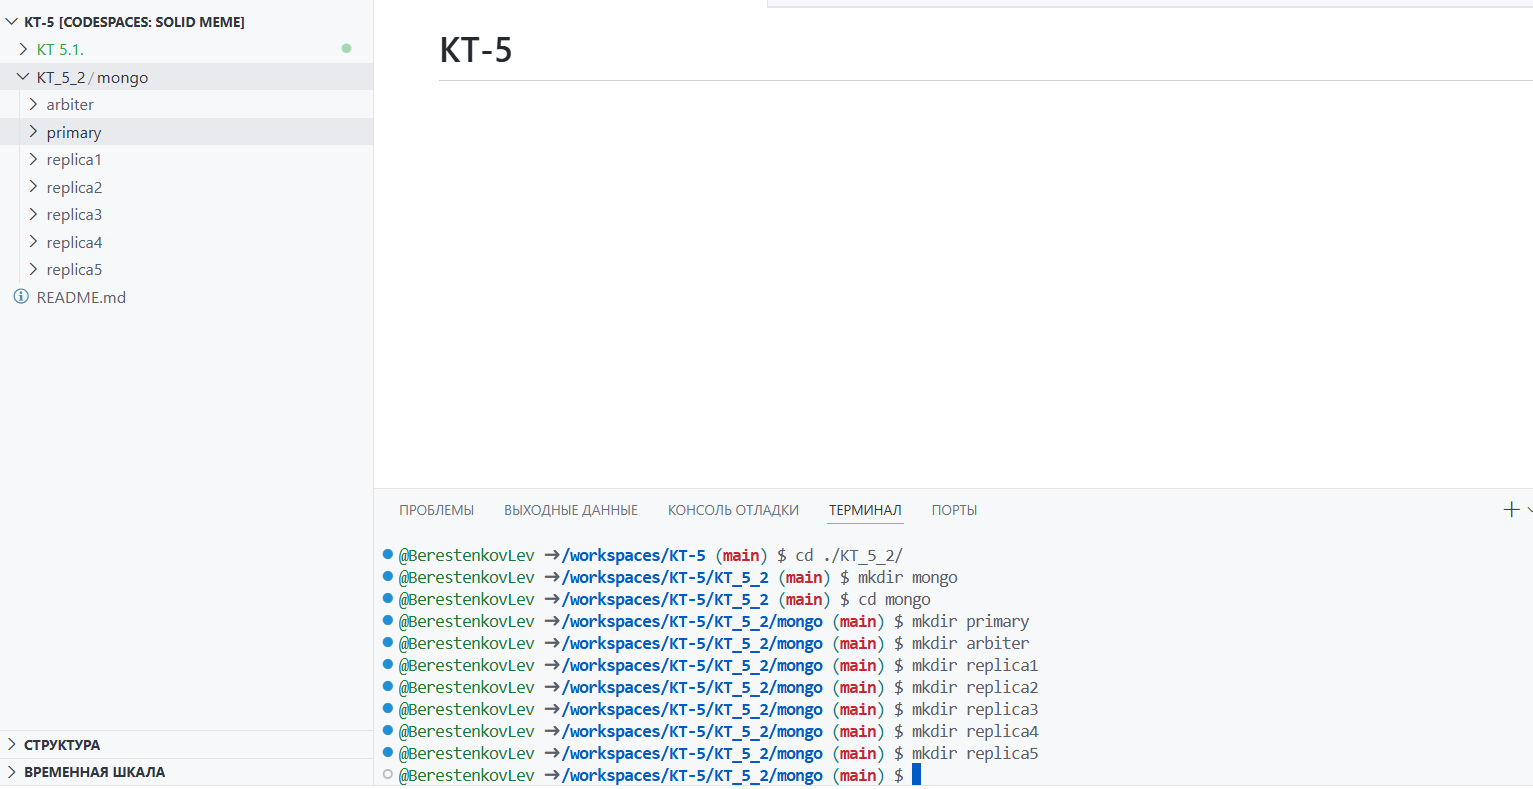 KT-5 [CODESPACES: SOLID MEME]
KT 5.1.
KT_5_2 / mongo
arbiter
primary
replica1
replica2
replica3
replica4
replica5
README.md
СТРУКТУРА
ВРЕМЕННАЯ ШКАЛА
KT-5
ПРОБЛЕМЫ ВЫХОДНЫЕ ДАННЫЕ КОНСОЛЬ ОТЛАДКИ ТЕРМИНАЛ ПОРТЫ
@BerestenkovLev →/workspaces/KT-5 (main) $ cd ./KT_5_2/
@BerestenkovLev →/workspaces/KT-5/KT_5_2 (main) $ mkdir mongo
@BerestenkovLev →/workspaces/KT-5/KT_5_2 (main) $ cd mongo
@BerestenkovLev →/workspaces/KT-5/KT_5_2/mongo (main) $ mkdir primary
@BerestenkovLev →/workspaces/KT-5/KT_5_2/mongo (main) $ mkdir arbiter
@BerestenkovLev →/workspaces/KT-5/KT_5_2/mongo (main) $ mkdir replica1
@BerestenkovLev →/workspaces/KT-5/KT_5_2/mongo (main) $ mkdir replica2
@BerestenkovLev →/workspaces/KT-5/KT_5_2/mongo (main) $ mkdir replica3
@BerestenkovLev →/workspaces/KT-5/KT_5_2/mongo (main) $ mkdir replica4
@BerestenkovLev →/workspaces/KT-5/KT_5_2/mongo (main) $ mkdir replica5
@BerestenkovLev →/workspaces/KT-5/KT_5_2/mongo (main) $